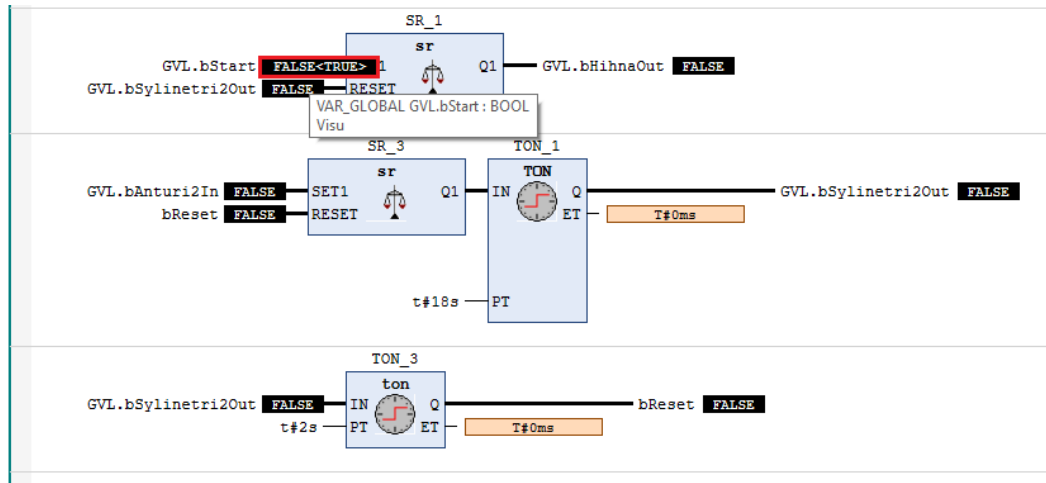 SR_1
sr
GVL.bStart FALSE<TRUE> 1 Q1 GVL.bHihnaOut FALSE
GVL.bSylinetri2Out FALSE RESET
VAR_GLOBAL GVL.bStart : BOOL
Visu
SR_3 TON_1
sr TON
GVL.bAnturi2In FALSE SET1 Q1 IN Q GVL.bSylinetri2Out FALSE
bReset FALSE RESET ET T#0ms
t#18s PT
TON_3
ton
GVL.bSylinetri2Out FALSE IN Q bReset FALSE
t#2s PT ET T#0ms